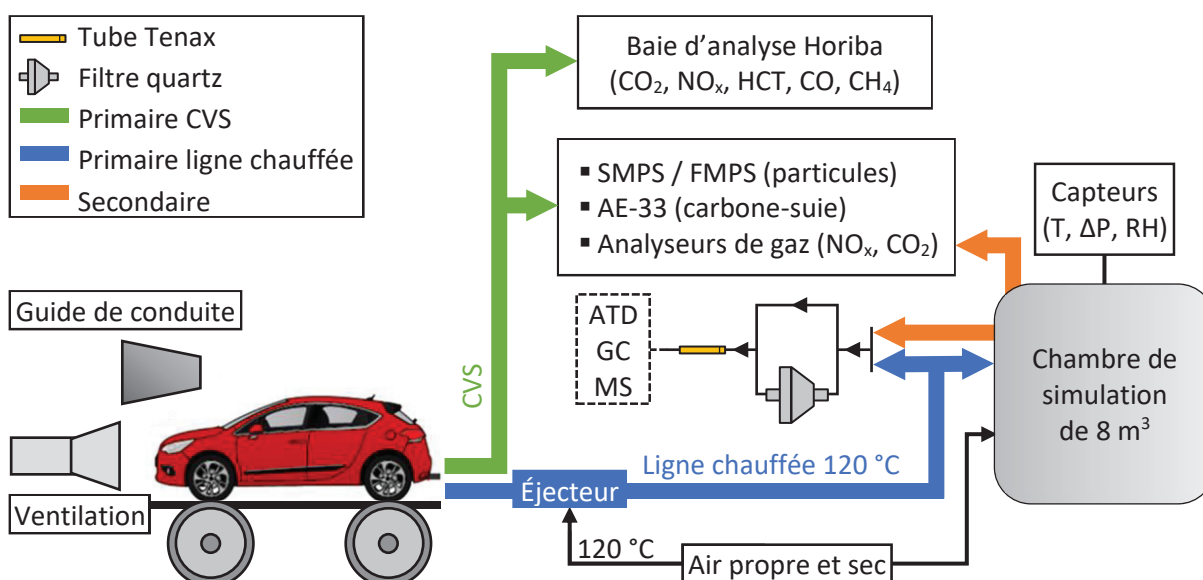 Tube Tenax
Filtre quartz
Primaire CVS
Primaire ligne chauffée
Secondaire
Baie d'analyse Horiba
(CO₂, NOₓ, HCT, CO, CH₄)
▪ SMPS / FMPS (particules)
▪ AE-33 (carbone-suie)
▪ Analyseurs de gaz (NOₓ, CO₂)
Capteurs
(T, ΔP, RH)
Guide de conduite
ATD
GC
MS
Chambre de
simulation
de 8 m³
CVS
Ligne chauffée 120 °C
Éjecteur
Ventilation
120 °C
Air propre et sec